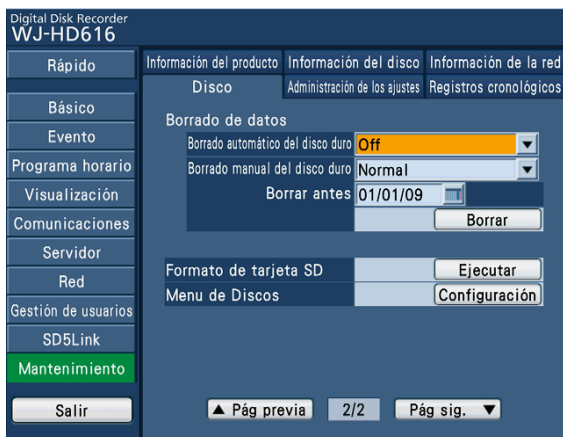 Digital Disk Recorder
WJ-HD616
Rápido
Básico
Evento
Programa horario
Visualización
Comunicaciones
Servidor
Red
Gestión de usuarios
SD5Link
Mantenimiento
Salir
Información del producto Información del disco Información de la red
Disco Administración de los ajustes Registros cronológicos
Borrado de datos
Borrado automático del disco duro Off
Borrado manual del disco duro Normal
Borrar antes 01/01/09
Borrar
Formato de tarjeta SD Ejecutar
Menu de Discos Configuración
▲ Pág previa 2/2 Pág sig. ▼